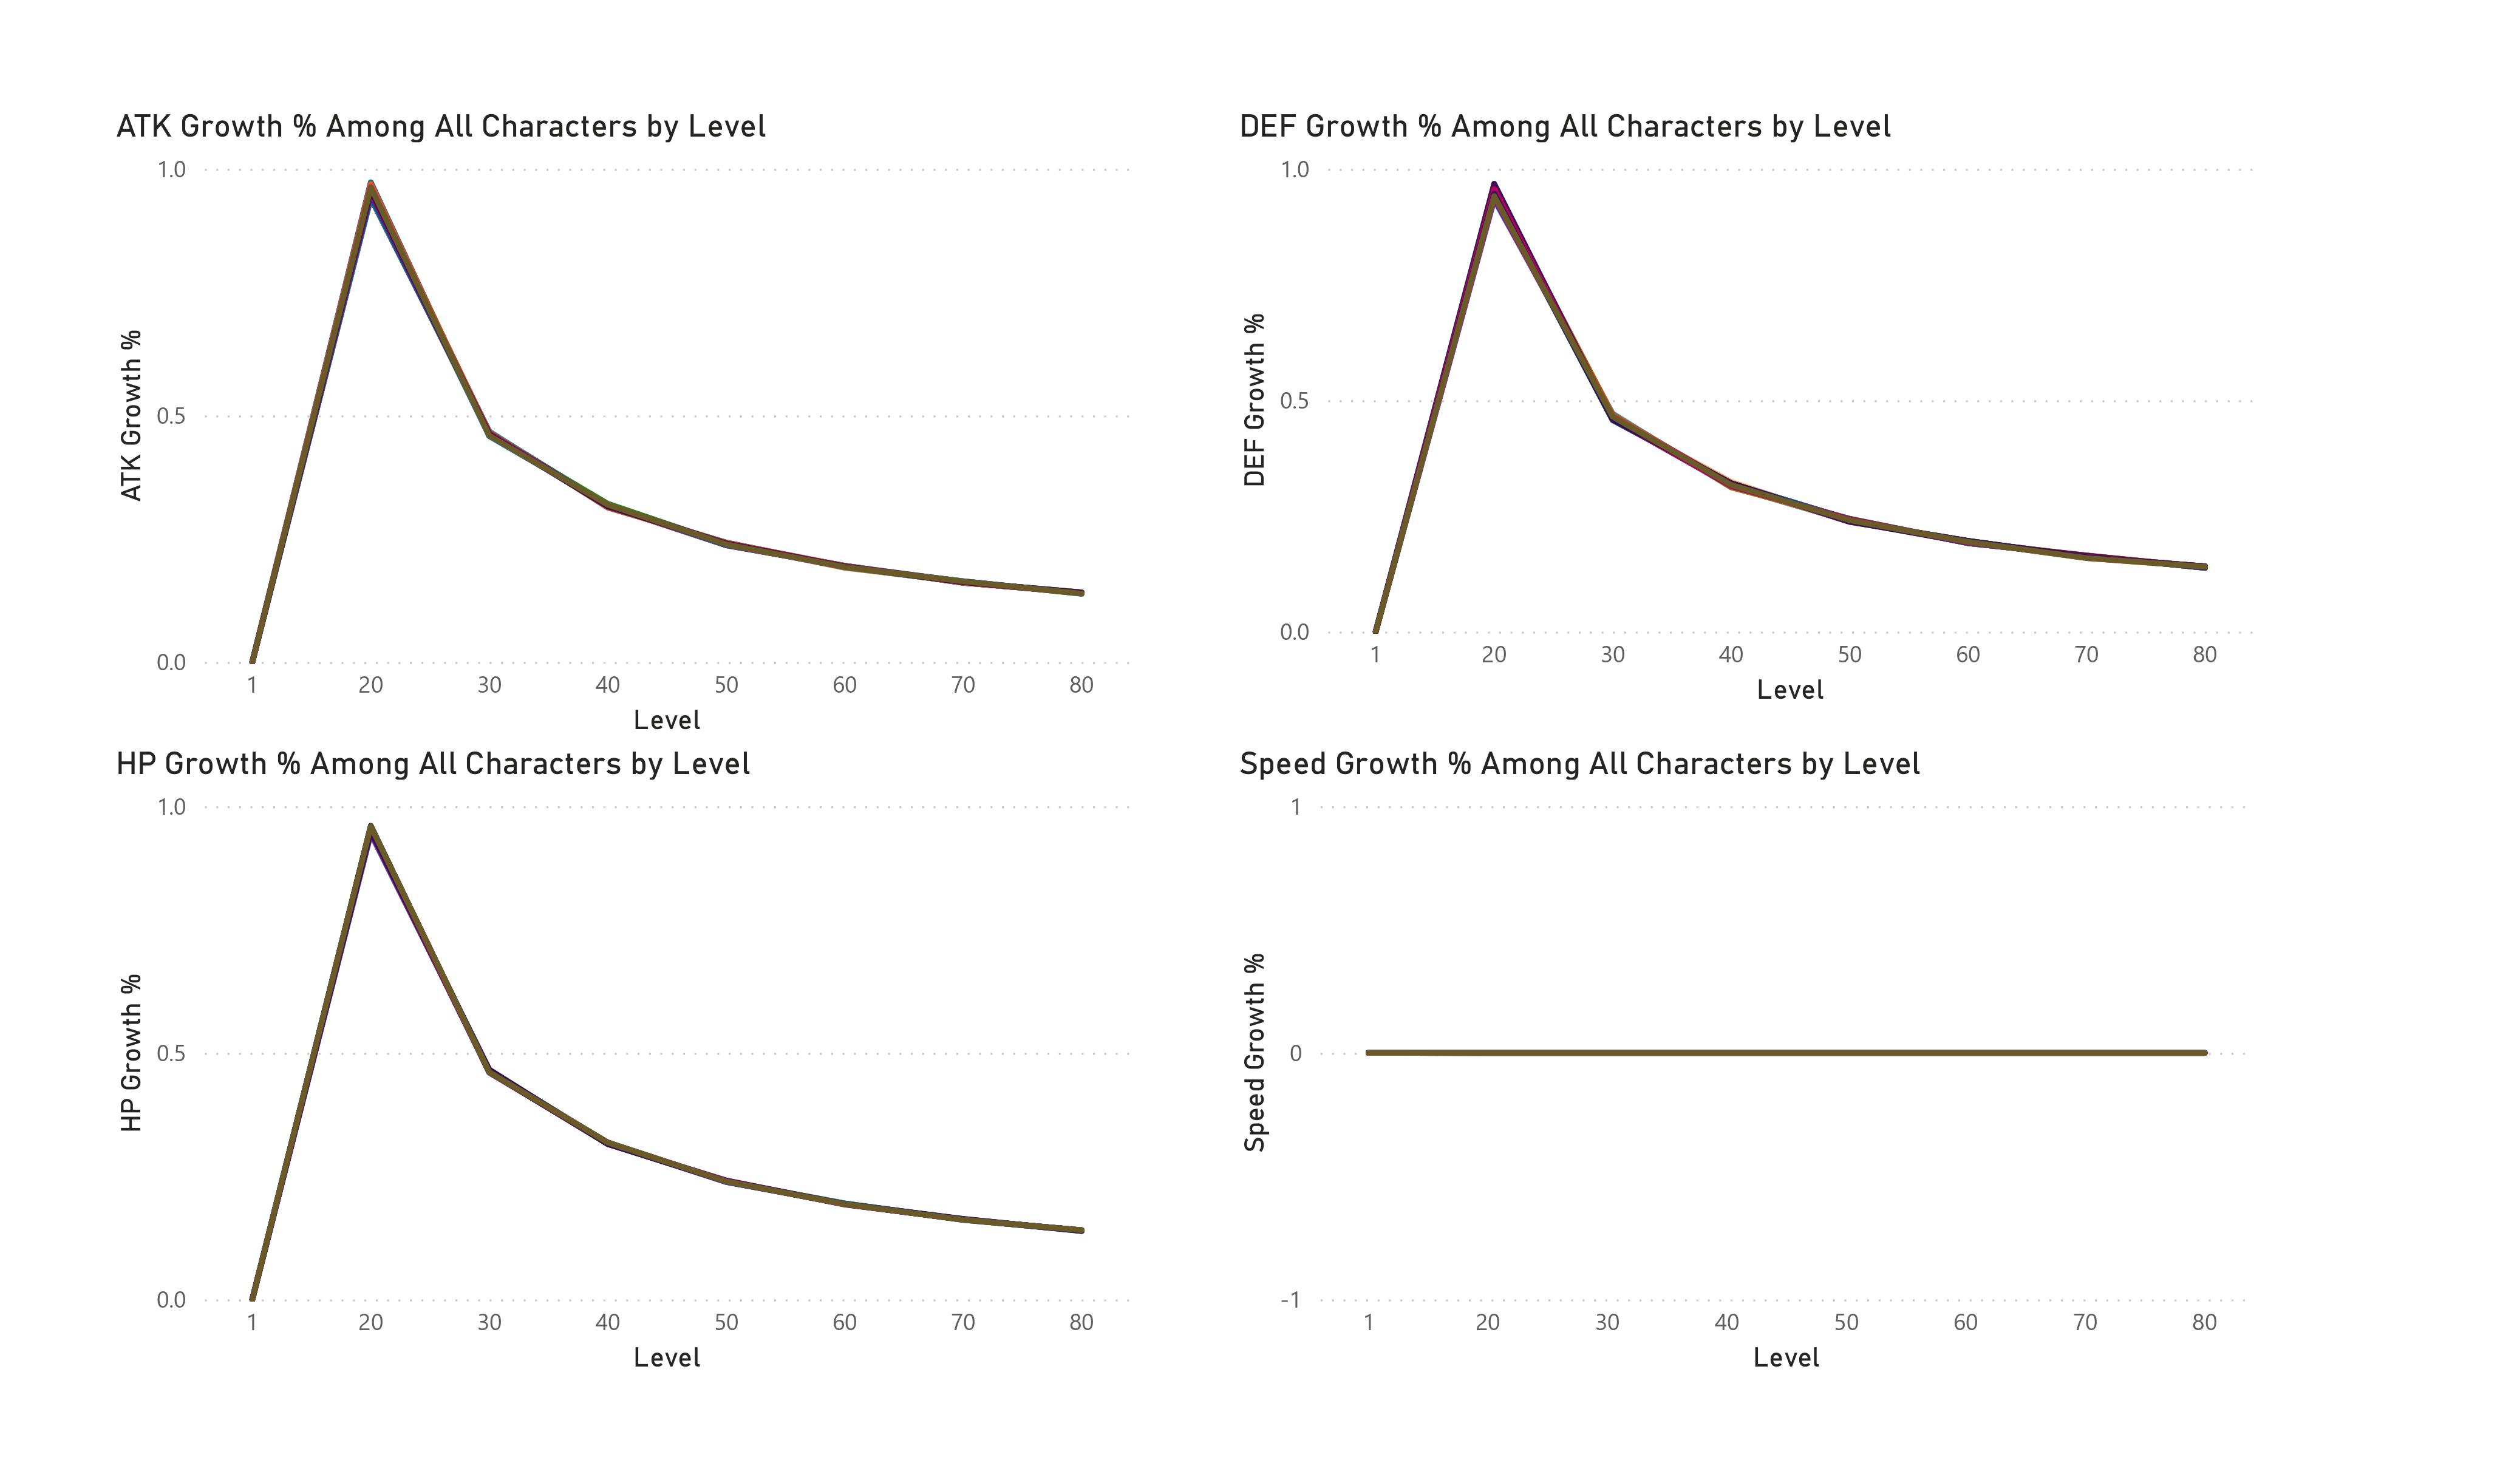 ATK Growth % Among All Characters by Level
1.0
0.5
0.0
ATK Growth %
1 20 30 40 50 60 70 80
Level
DEF Growth % Among All Characters by Level
1.0
0.5
0.0
DEF Growth %
1 20 30 40 50 60 70 80
Level
HP Growth % Among All Characters by Level
1.0
0.5
0.0
HP Growth %
1 20 30 40 50 60 70 80
Level
Speed Growth % Among All Characters by Level
1
0
-1
Speed Growth %
1 20 30 40 50 60 70 80
Level